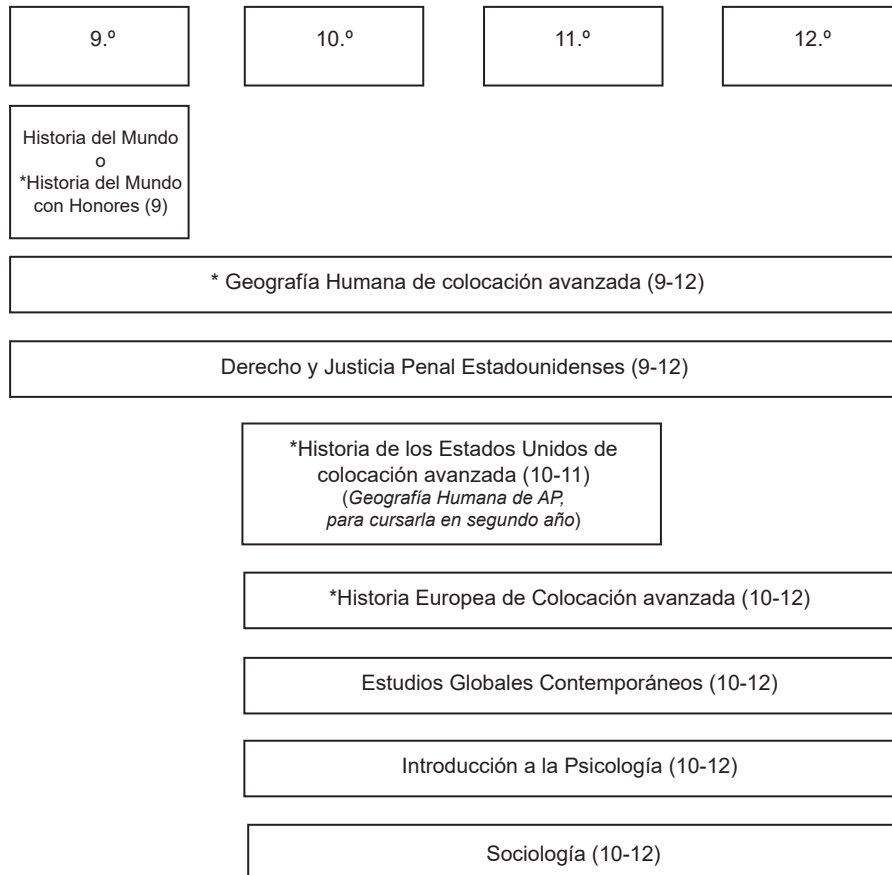 9.º
10.º
11.º
12.º
Historia del Mundo
o
*Historia del Mundo
con Honores (9)
* Geografía Humana de colocación avanzada (9-12)
Derecho y Justicia Penal Estadounidenses (9-12)
*Historia de los Estados Unidos de
colocación avanzada (10-11)
(Geografía Humana de AP,
para cursarla en segundo año)
*Historia Europea de Colocación avanzada (10-12)
Estudios Globales Contemporáneos (10-12)
Introducción a la Psicología (10-12)
Sociología (10-12)